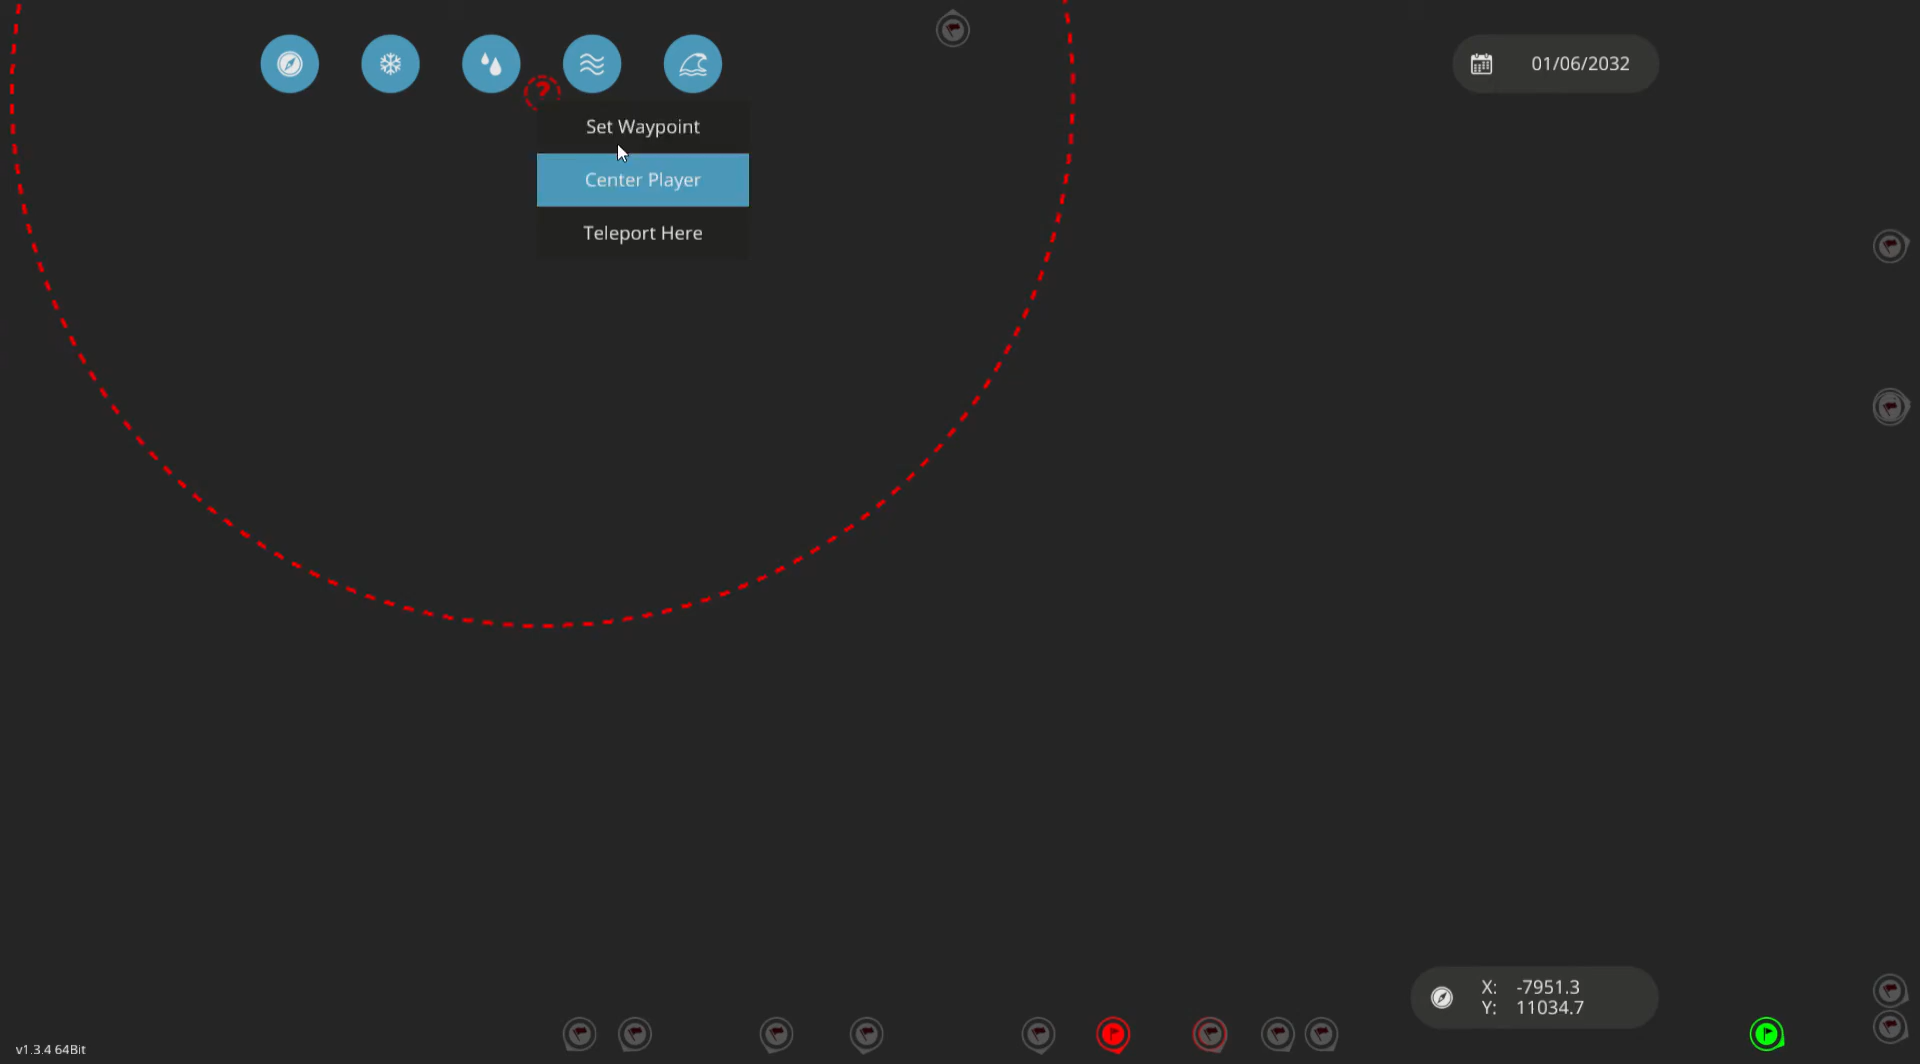 01/06/2032
?
Set Waypoint
Center Player
Teleport Here
X: -7951.3
Y: 11034.7
v1.3.4 64Bit